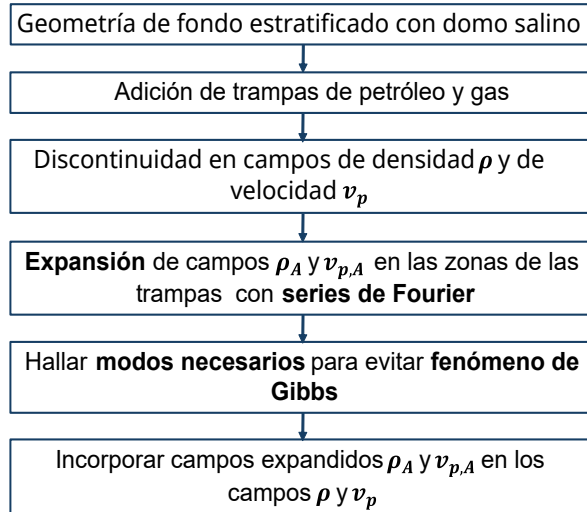 Geometría de fondo estratificado con domo salino
Adición de trampas de petróleo y gas
Discontinuidad en campos de densidad ρ y de
velocidad v_p
Expansión de campos ρ_A y v_{p,A} en las zonas de las
trampas con series de Fourier
Hallar modos necesarios para evitar fenómeno de
Gibbs
Incorporar campos expandidos ρ_A y v_{p,A} en los
campos ρ y v_p